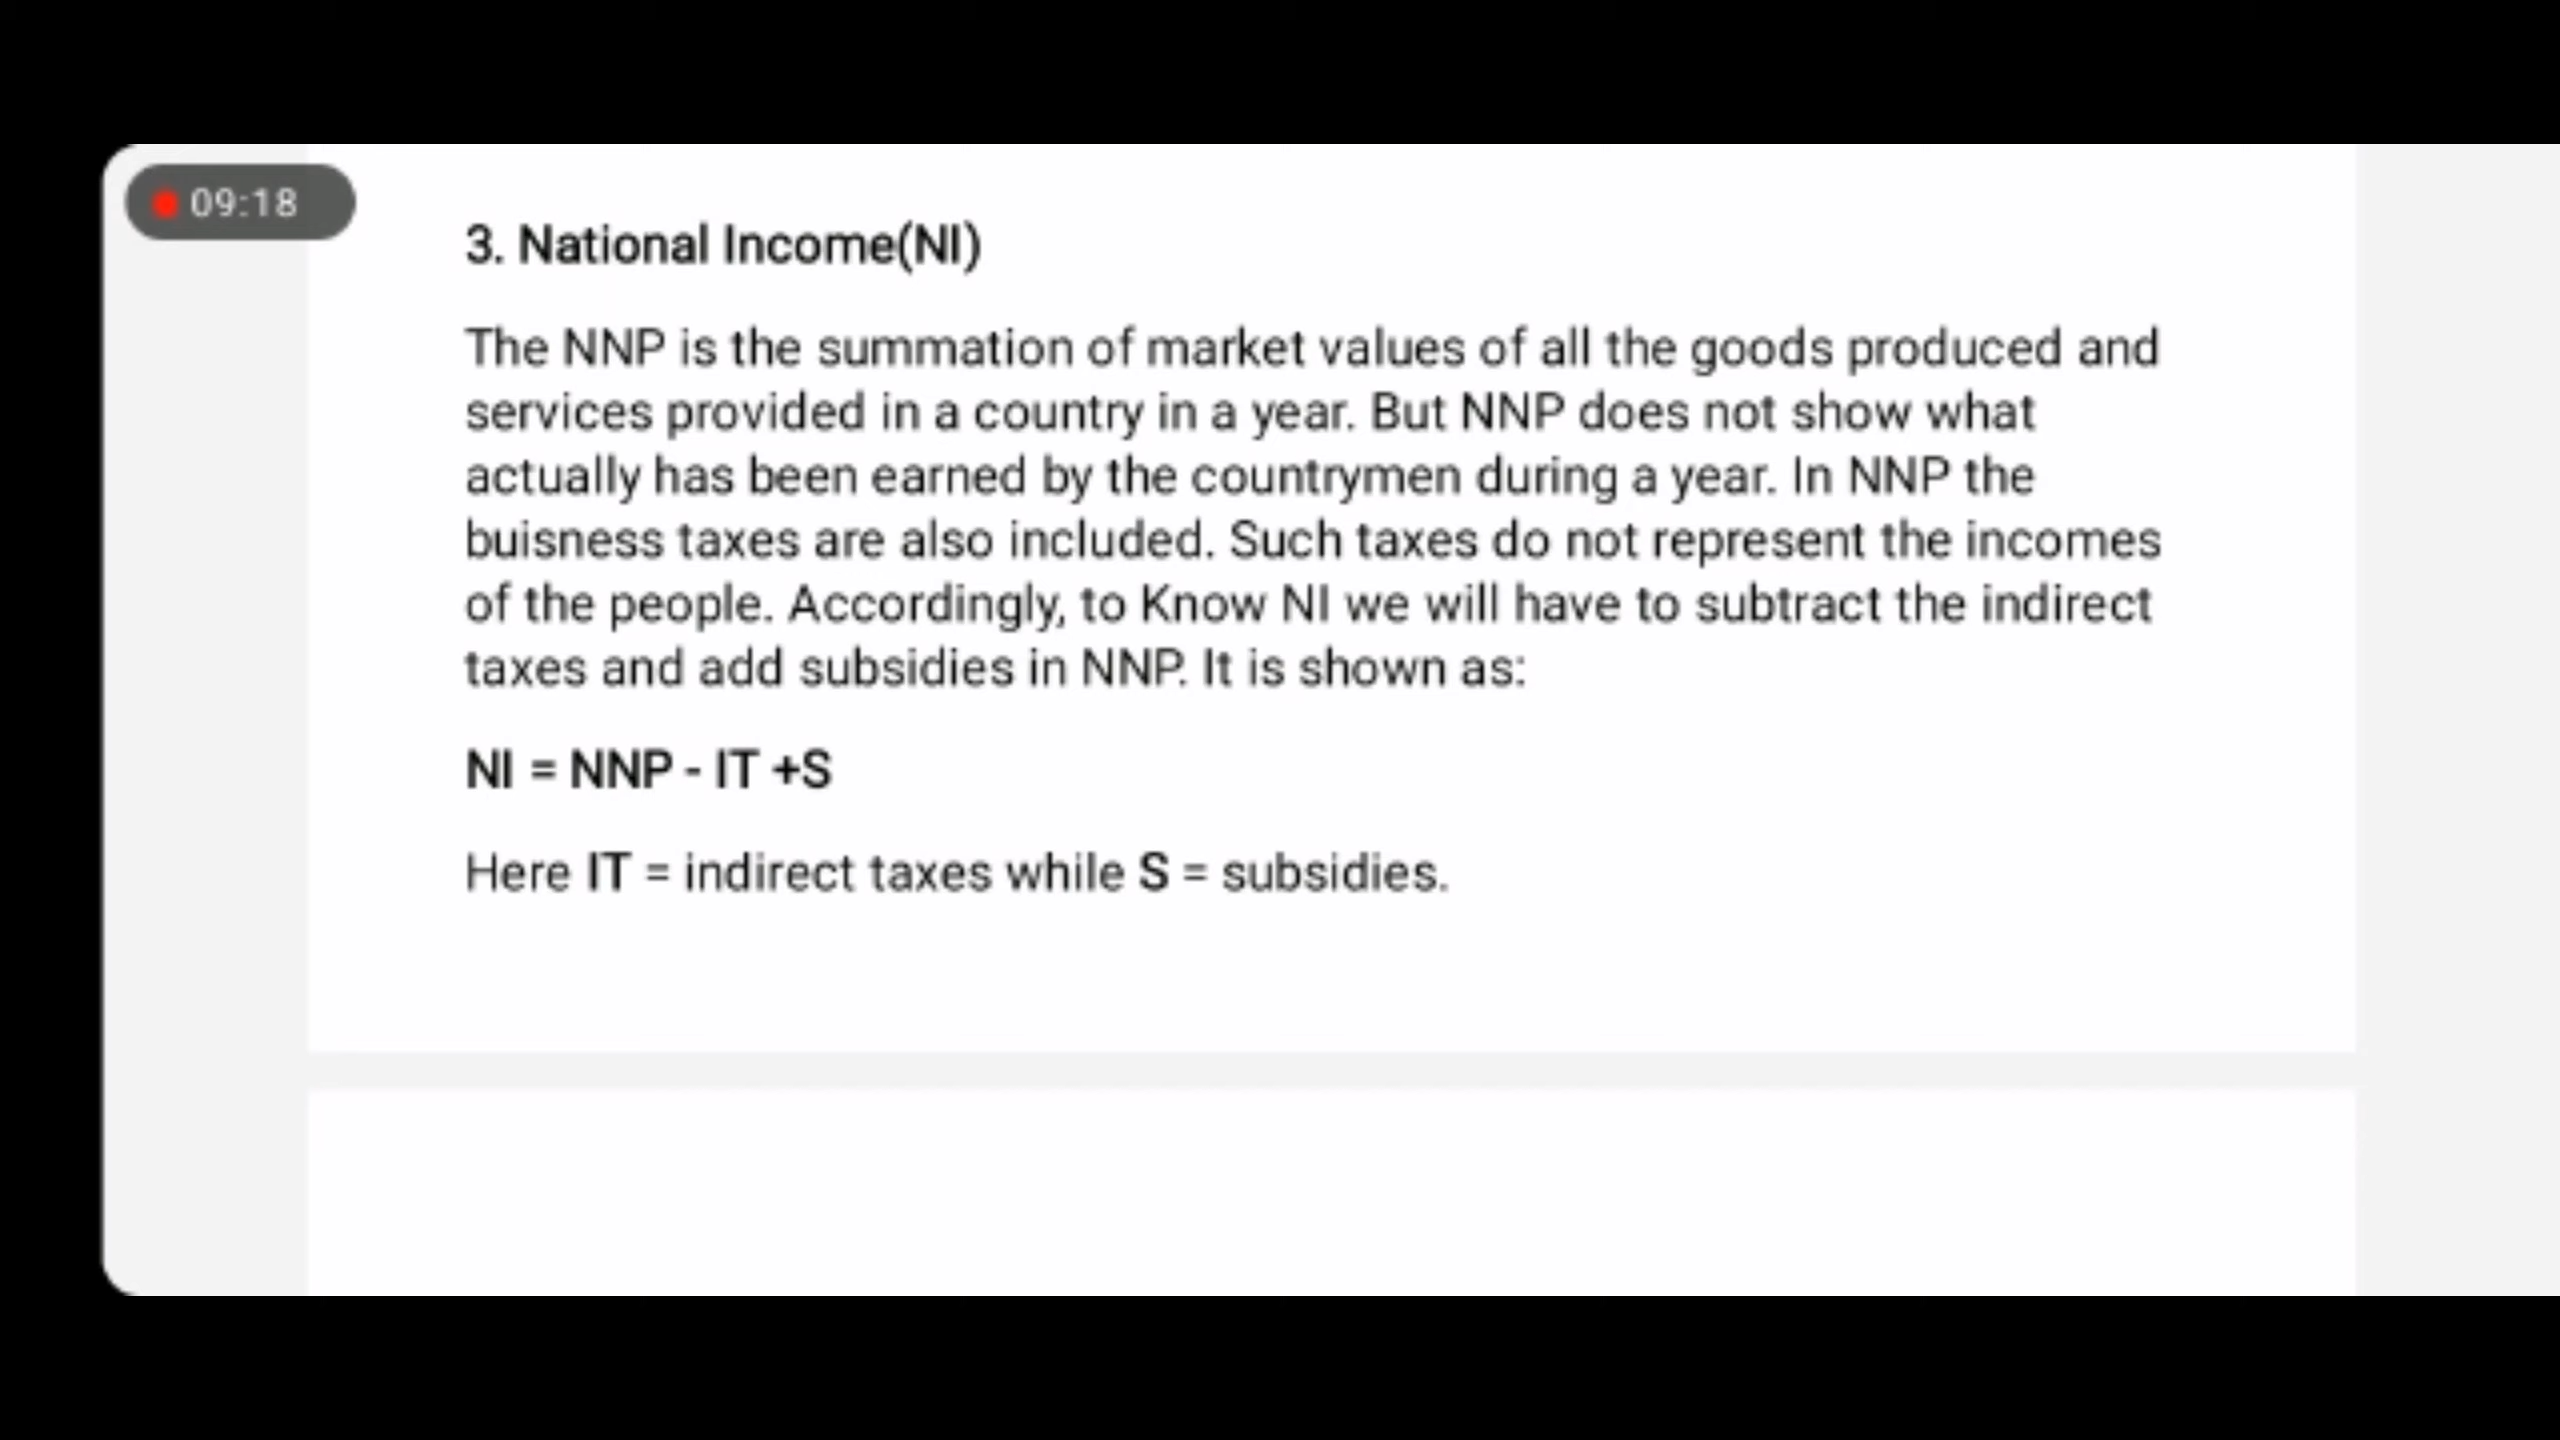 09:18
3. National Income(NI)
The NNP is the summation of market values of all the goods produced and
services provided in a country in a year. But NNP does not show what
actually has been earned by the countrymen during a year. In NNP the
buisness taxes are also included. Such taxes do not represent the incomes
of the people. Accordingly, to Know NI we will have to subtract the indirect
taxes and add subsidies in NNP. It is shown as:
NI = NNP - IT +S
Here IT = indirect taxes while S = subsidies.